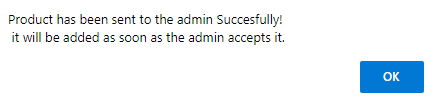 Product has been sent to the admin Succesfully!
it will be added as soon as the admin accepts it.
OK